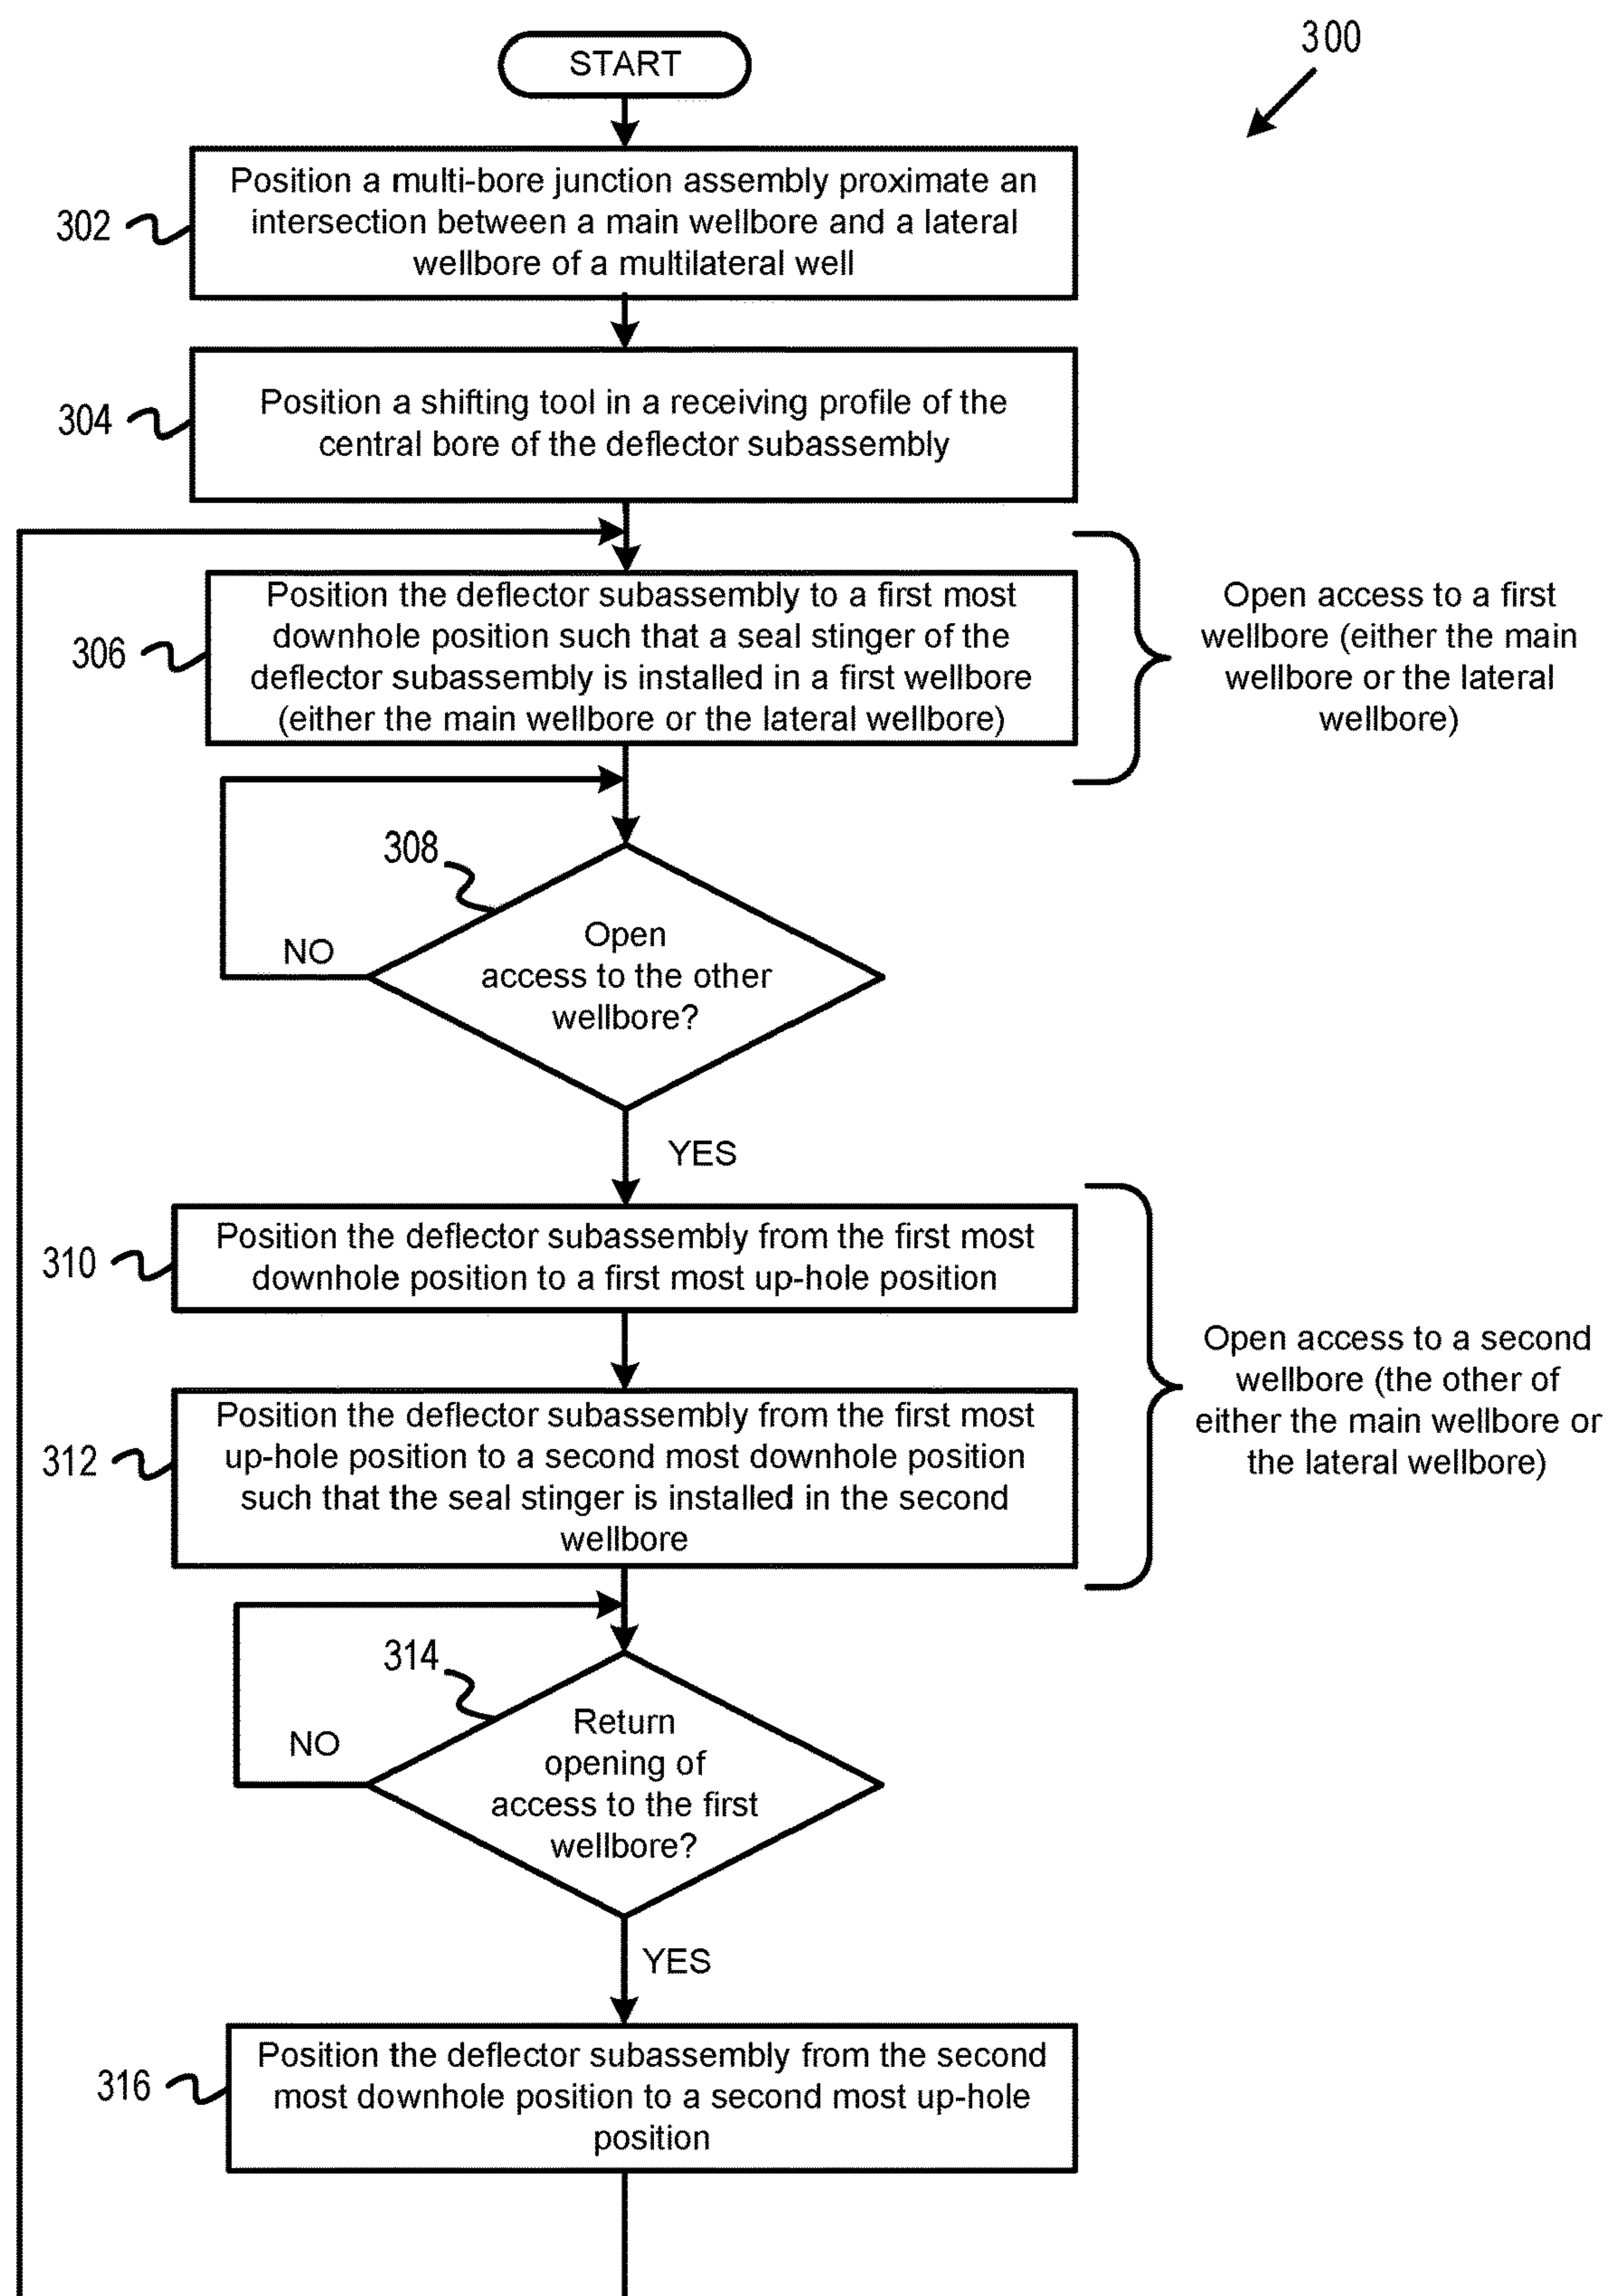 300
START
302
Position a multi-bore junction assembly proximate an
intersection between a main wellbore and a lateral
wellbore of a multilateral well
304
Position a shifting tool in a receiving profile of the
central bore of the deflector subassembly
306
Position the deflector subassembly to a first most
downhole position such that a seal stinger of the
deflector subassembly is installed in a first wellbore
(either the main wellbore or the lateral wellbore)
Open access to a first
wellbore (either the main
wellbore or the lateral
wellbore)
308
Open
access to the other
wellbore?
NO
YES
310
Position the deflector subassembly from the first most
downhole position to a first most up-hole position
312
Position the deflector subassembly from the first most
up-hole position to a second most downhole position
such that the seal stinger is installed in the second
wellbore
Open access to a second
wellbore (the other of
either the main wellbore or
the lateral wellbore)
314
Return
opening of
access to the first
wellbore?
NO
YES
316
Position the deflector subassembly from the second
most downhole position to a second most up-hole
position